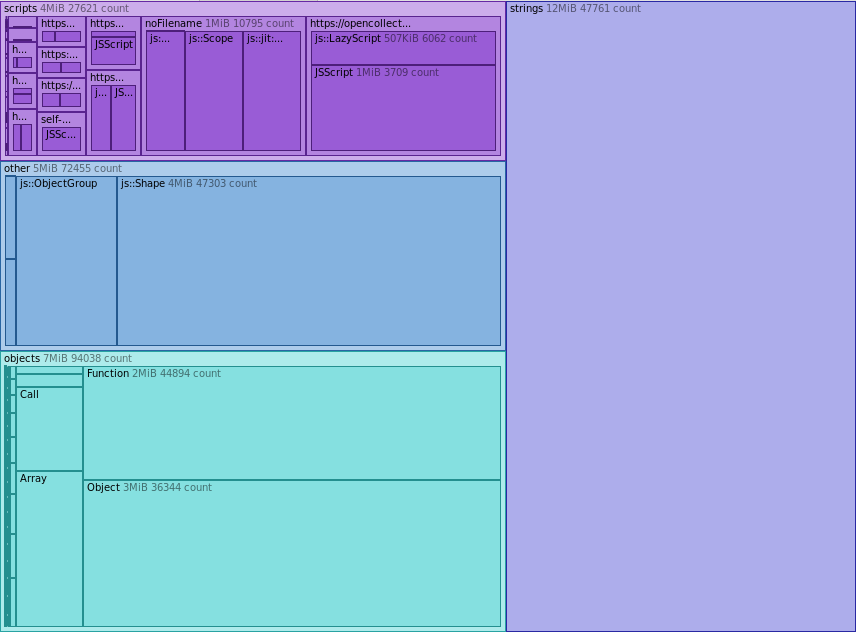 scripts 4MiB 27621 count
h...
h...
h...
https...
https:...
https:/...
self-...
JSSc...
https...
JSScript
https...
j...
JS...
noFilename 1MiB 10795 count
js:...
js::Scope
js::jit:...
https://opencollect...
js::LazyScript 507KiB 6062 count
JSScript 1MiB 3709 count
other 5MiB 72455 count
js::ObjectGroup
js::Shape 4MiB 47303 count
objects 7MiB 94038 count
Call
Array
Function 2MiB 44894 count
Object 3MiB 36344 count
strings 12MiB 47761 count